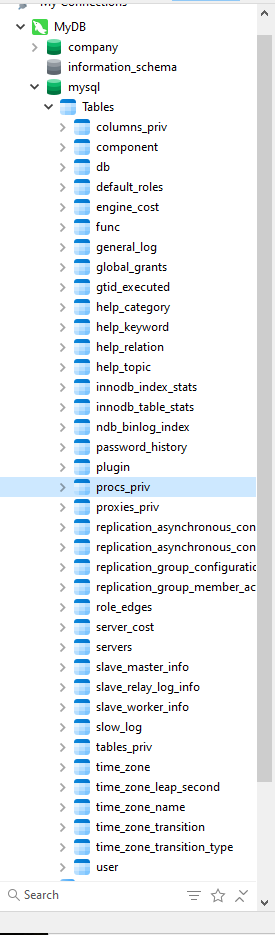 My Connections
MyDB
company
information_schema
mysql
Tables
columns_priv
component
db
default_roles
engine_cost
func
general_log
global_grants
gtid_executed
help_category
help_keyword
help_relation
help_topic
innodb_index_stats
innodb_table_stats
ndb_binlog_index
password_history
plugin
procs_priv
proxies_priv
replication_asynchronous_con
replication_asynchronous_con
replication_group_configuratio
replication_group_member_ac
role_edges
server_cost
servers
slave_master_info
slave_relay_log_info
slave_worker_info
slow_log
tables_priv
time_zone
time_zone_leap_second
time_zone_name
time_zone_transition
time_zone_transition_type
user
Search